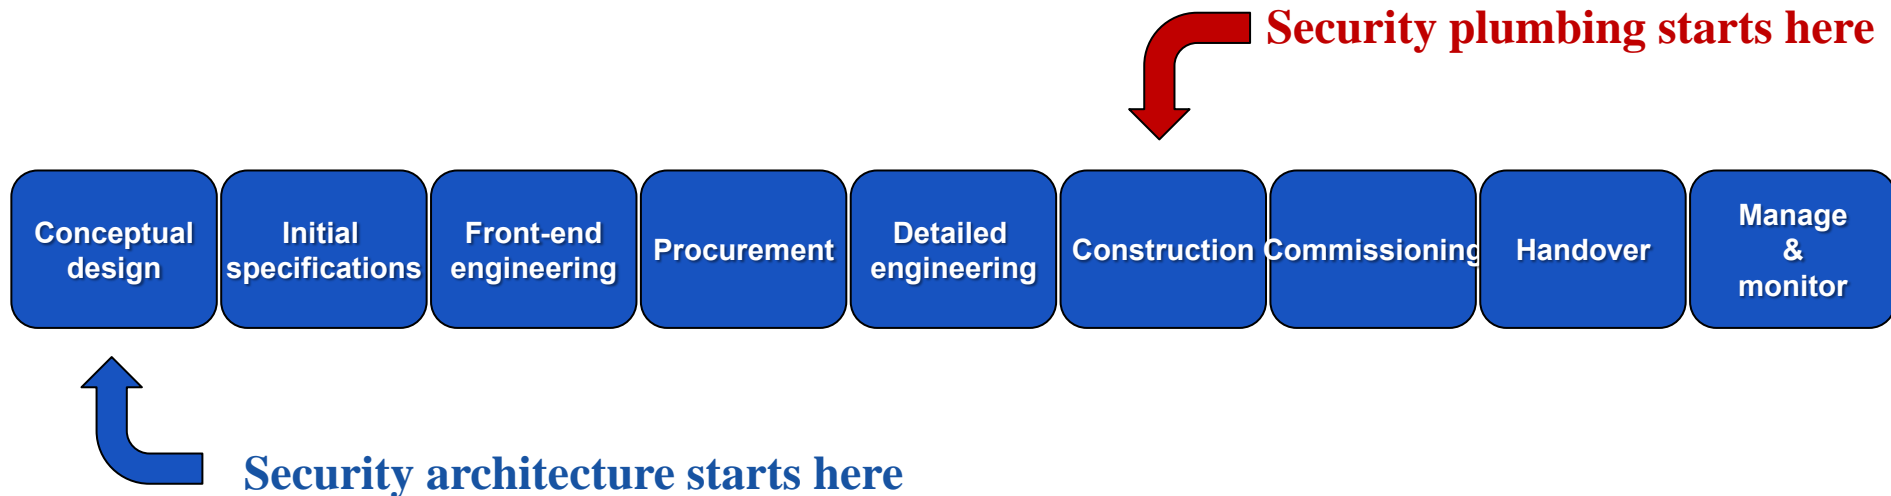 Security plumbing starts here
Conceptual
design
Initial
specifications
Front-end
engineering
Procurement
Detailed
engineering
Construction
Commissioning
Handover
Manage
&
monitor
Security architecture starts here